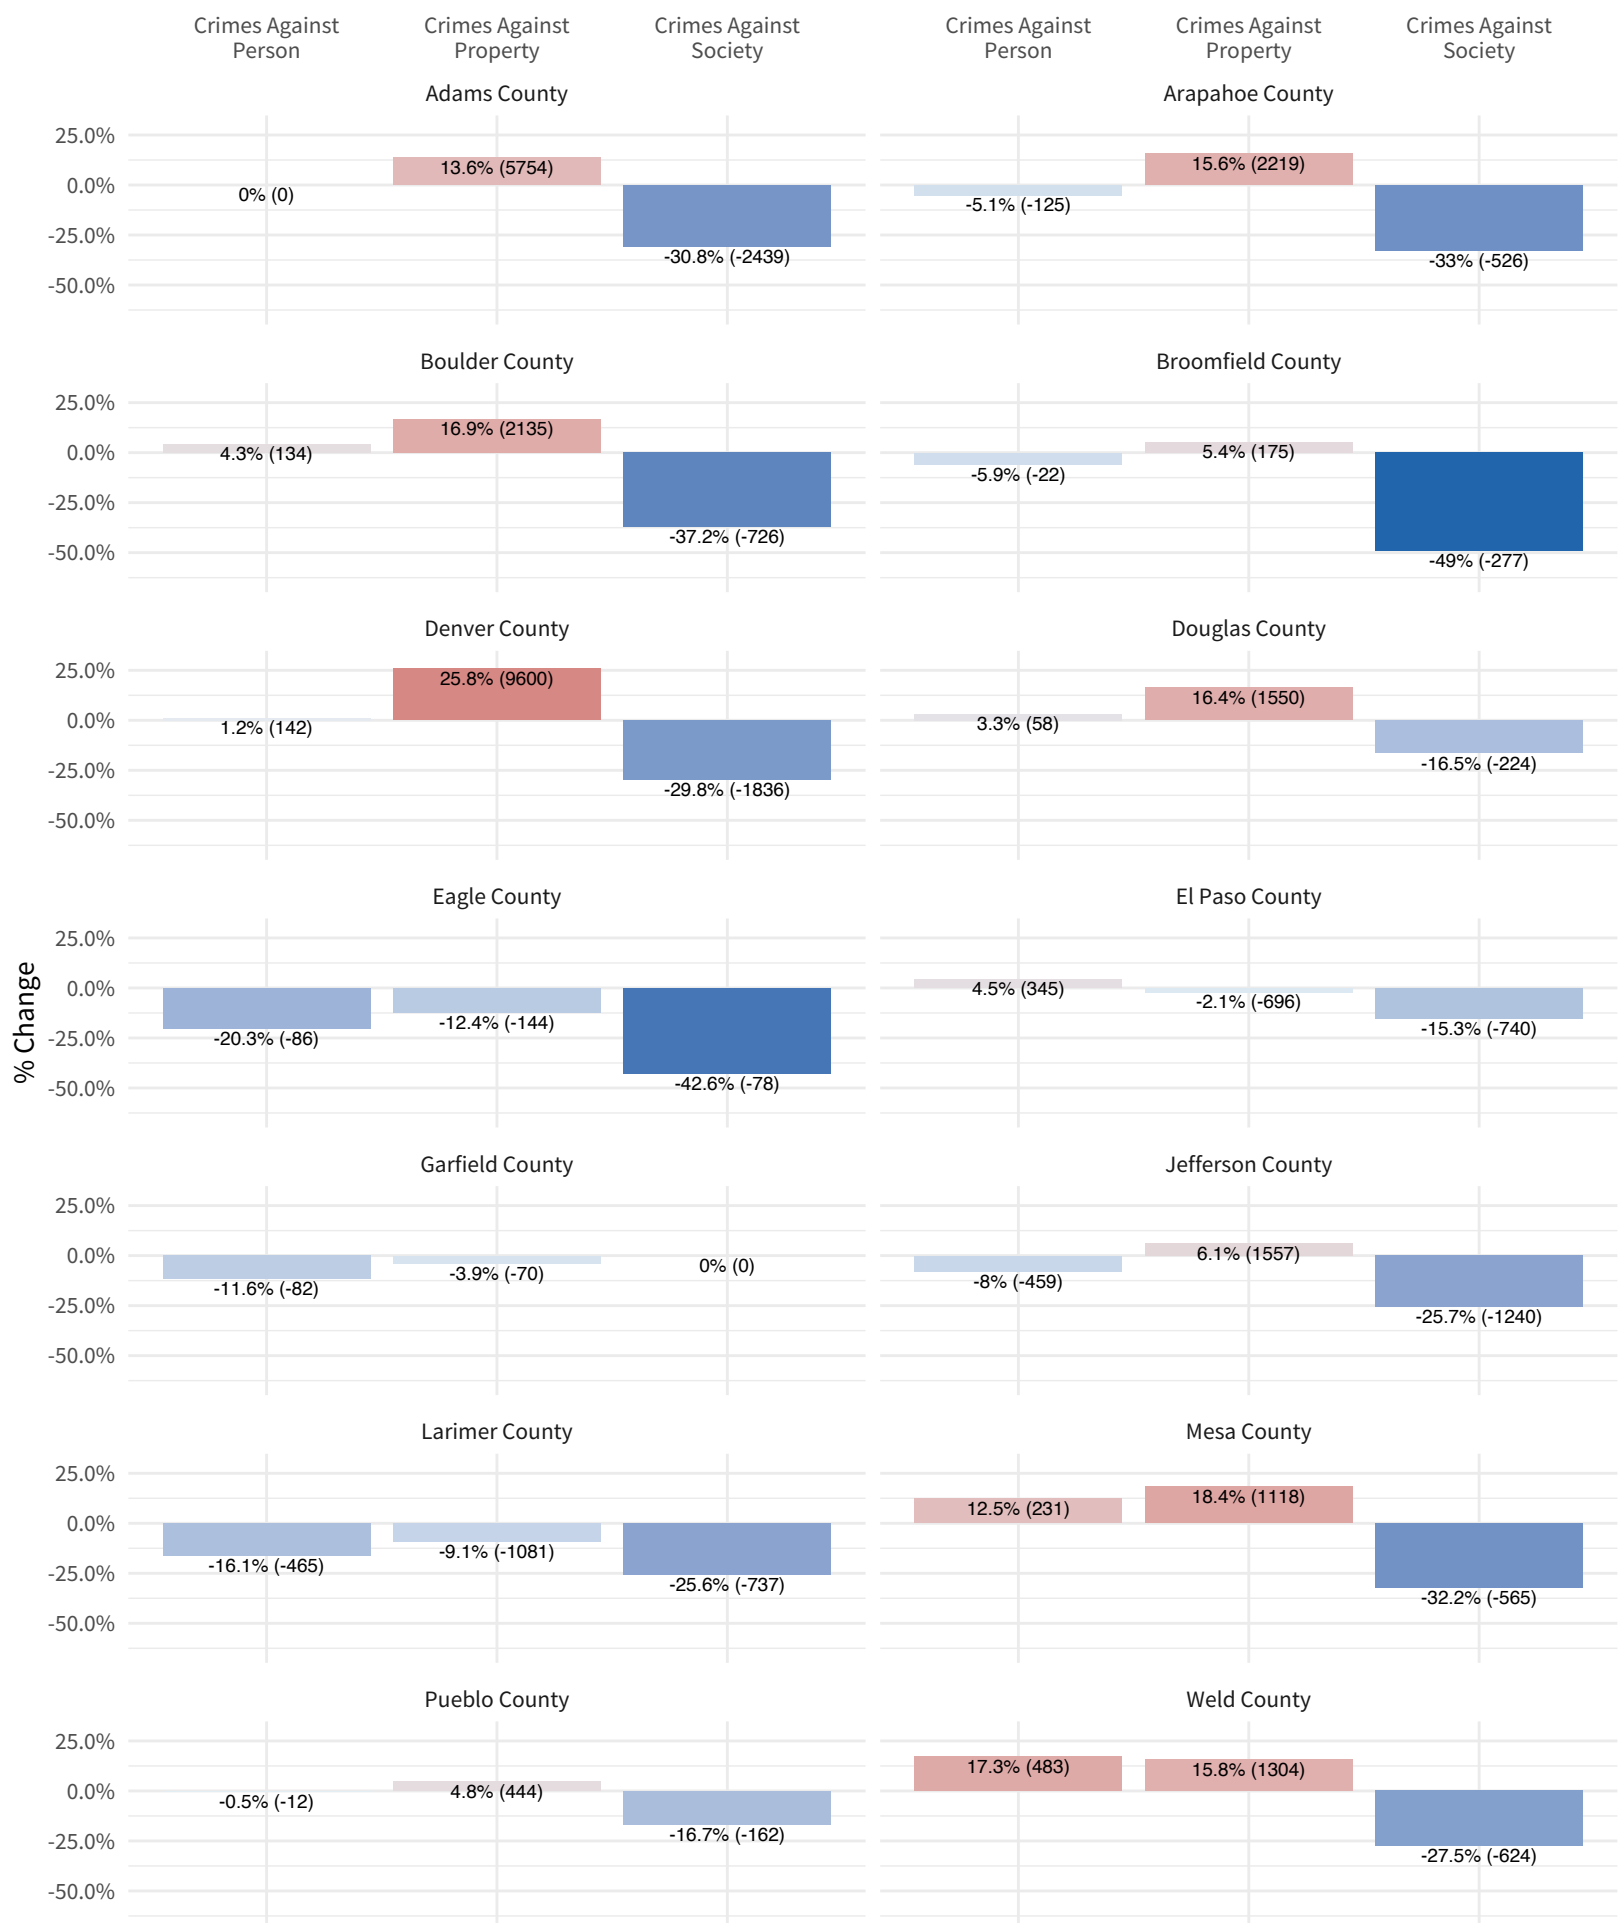 Crimes Against
Person
Crimes Against
Property
Crimes Against
Society
Crimes Against
Person
Crimes Against
Property
Crimes Against
Society
Adams County
25.0%
0.0%
-25.0%
-50.0%
0% (0)
13.6% (5754)
-30.8% (-2439)
Arapahoe County
-5.1% (-125)
15.6% (2219)
-33% (-526)
Boulder County
25.0%
0.0%
-25.0%
-50.0%
4.3% (134)
16.9% (2135)
-37.2% (-726)
Broomfield County
-5.9% (-22)
5.4% (175)
-49% (-277)
Denver County
25.0%
0.0%
-25.0%
-50.0%
1.2% (142)
25.8% (9600)
-29.8% (-1836)
Douglas County
3.3% (58)
16.4% (1550)
-16.5% (-224)
% Change
Eagle County
25.0%
0.0%
-25.0%
-50.0%
-20.3% (-86)
-12.4% (-144)
-42.6% (-78)
El Paso County
4.5% (345)
-2.1% (-696)
-15.3% (-740)
Garfield County
25.0%
0.0%
-25.0%
-50.0%
-11.6% (-82)
-3.9% (-70)
0% (0)
Jefferson County
-8% (-459)
6.1% (1557)
-25.7% (-1240)
Larimer County
25.0%
0.0%
-25.0%
-50.0%
-16.1% (-465)
-9.1% (-1081)
-25.6% (-737)
Mesa County
12.5% (231)
18.4% (1118)
-32.2% (-565)
Pueblo County
25.0%
0.0%
-25.0%
-50.0%
-0.5% (-12)
4.8% (444)
-16.7% (-162)
Weld County
17.3% (483)
15.8% (1304)
-27.5% (-624)